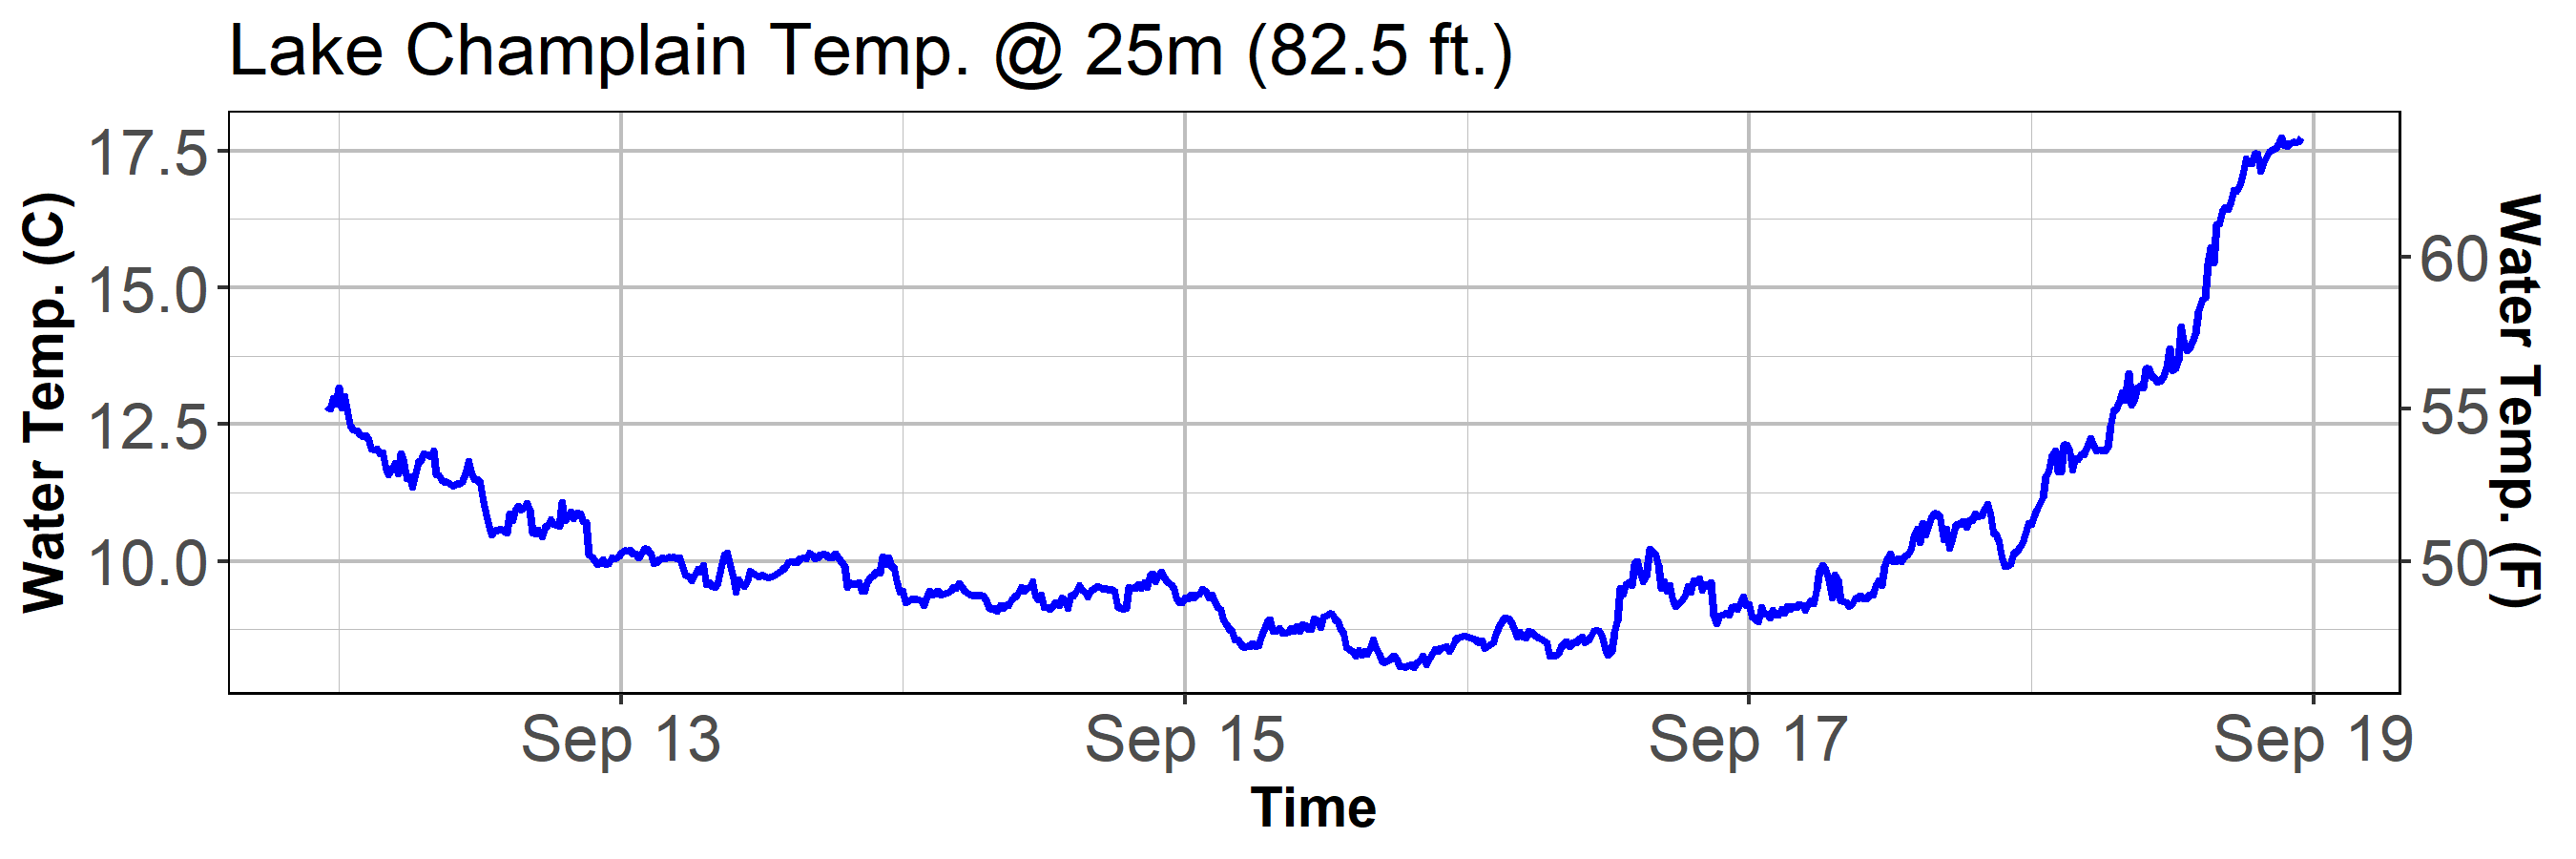 Lake Champlain Temp. @ 25m (82.5 ft.)
Water Temp. (C)
17.5
15.0
12.5
10.0
60
55
50
Water Temp. (F)
Sep 13
Sep 15
Sep 17
Sep 19
Time